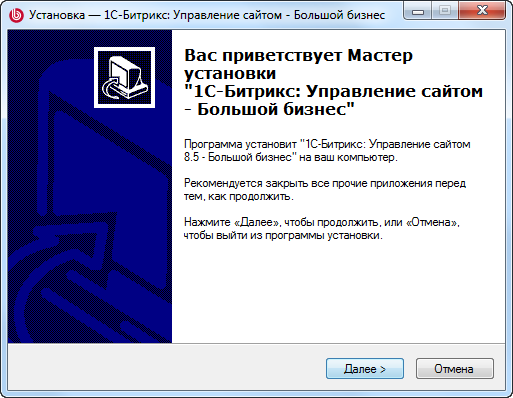 Установка — 1С-Битрикс: Управление сайтом - Большой бизнес
Вас приветствует Мастер
установки
"1С-Битрикс: Управление сайтом
- Большой бизнес"
Программа установит "1С-Битрикс: Управление сайтом
8.5 - Большой бизнес" на ваш компьютер.
Рекомендуется закрыть все прочие приложения перед
тем, как продолжить.
Нажмите «Далее», чтобы продолжить, или «Отмена»,
чтобы выйти из программы установки.
Далее >
Отмена